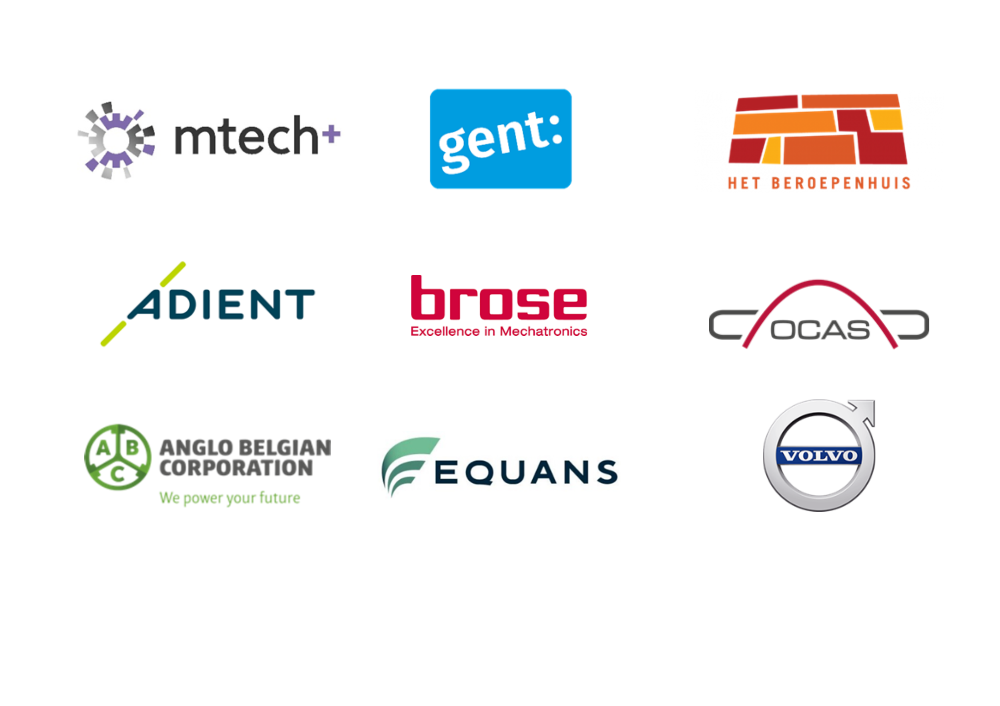 mtech+
gent:
HET BEROEPENHUIS
ADIENT
brose
Excellence in Mechatronics
OCAS
A B
C
ANGLO BELGIAN
CORPORATION
We power your future
EQUANS
VOLVO